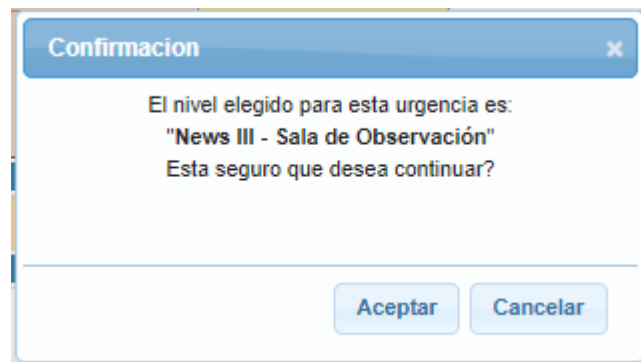 Confirmacion
El nivel elegido para esta urgencia es:
"News III - Sala de Observación"
Esta seguro que desea continuar?
Aceptar
Cancelar